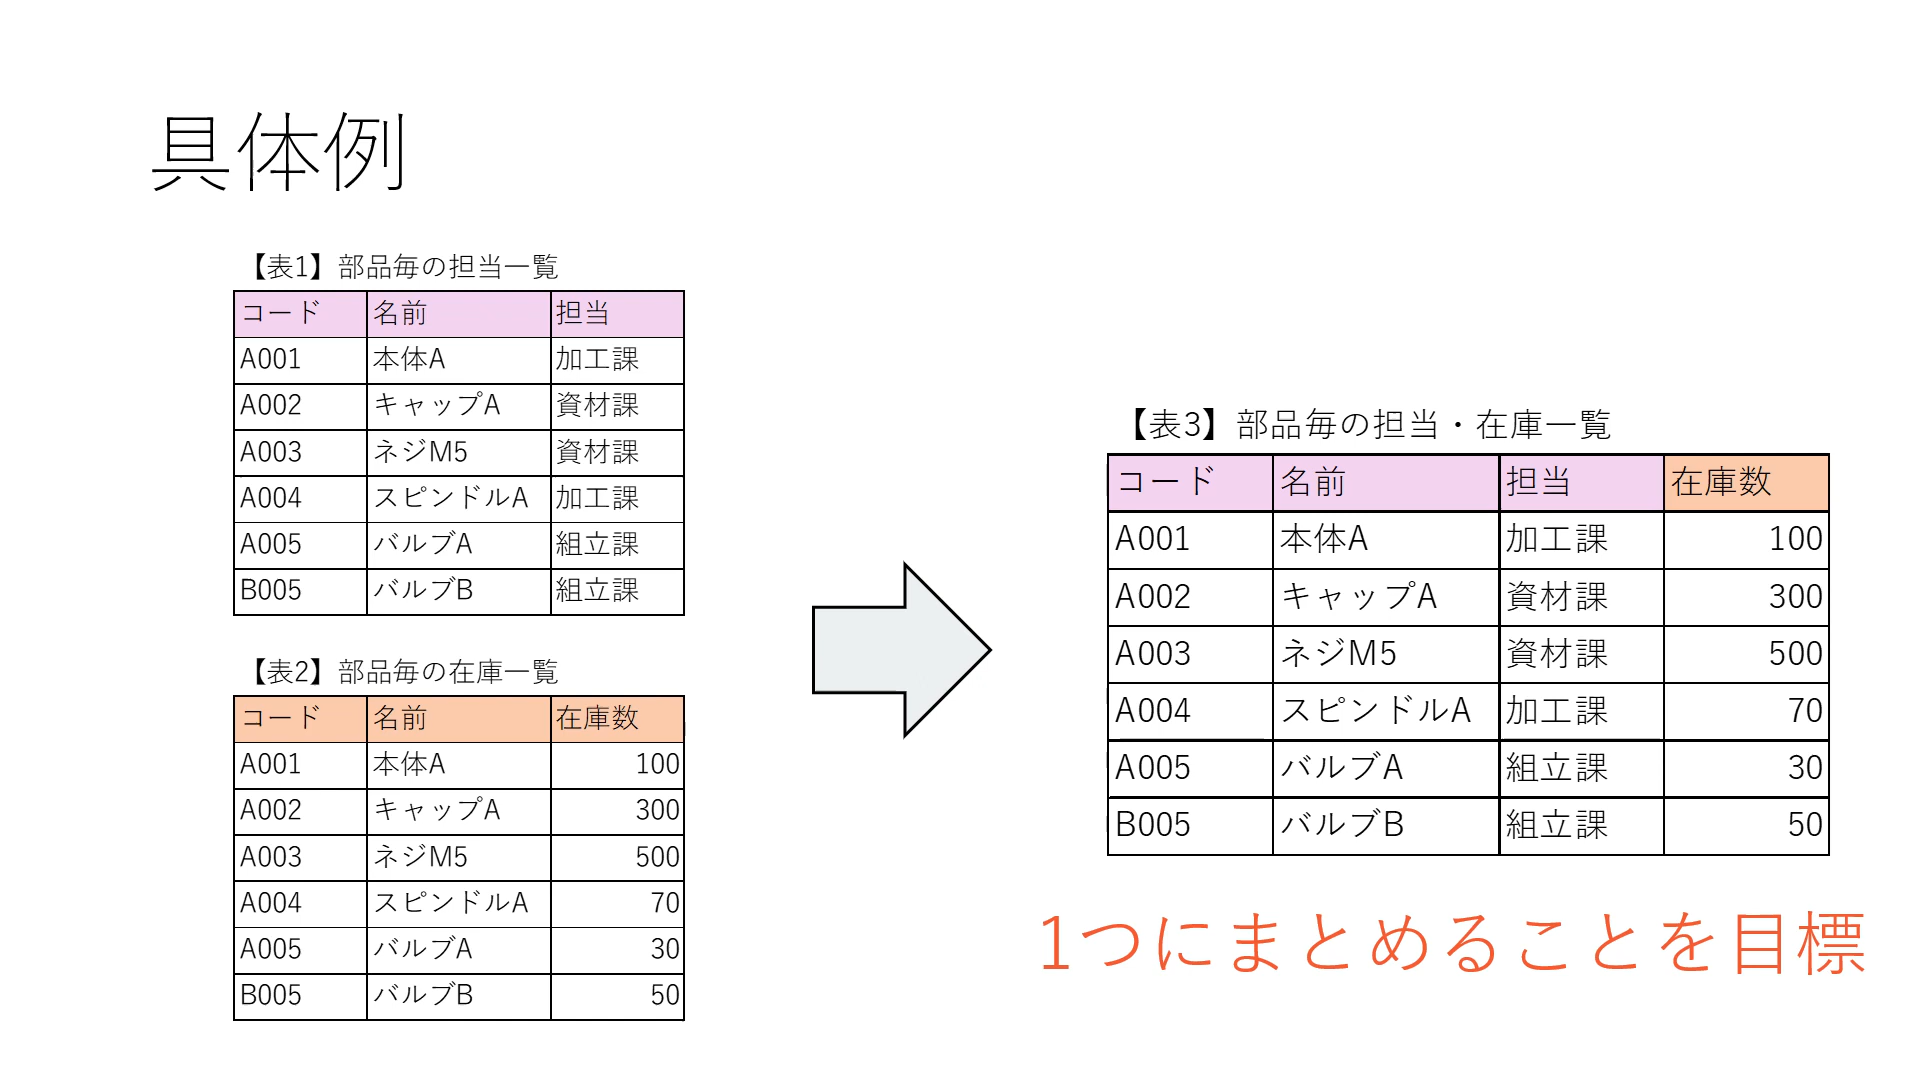 具体例
【表1】部品毎の担当一覧
コード 名前 担当
A001 本体A 加工課
A002 キャップA 資材課
A003 ネジM5 資材課
A004 スピンドルA 加工課
A005 バルブA 組立課
B005 バルブB 組立課
【表2】部品毎の在庫一覧
コード 名前 在庫数
A001 本体A 100
A002 キャップA 300
A003 ネジM5 500
A004 スピンドルA 70
A005 バルブA 30
B005 バルブB 50
【表3】部品毎の担当・在庫一覧
コード 名前 担当 在庫数
A001 本体A 加工課 100
A002 キャップA 資材課 300
A003 ネジM5 資材課 500
A004 スピンドルA 加工課 70
A005 バルブA 組立課 30
B005 バルブB 組立課 50
1つにまとめることを目標